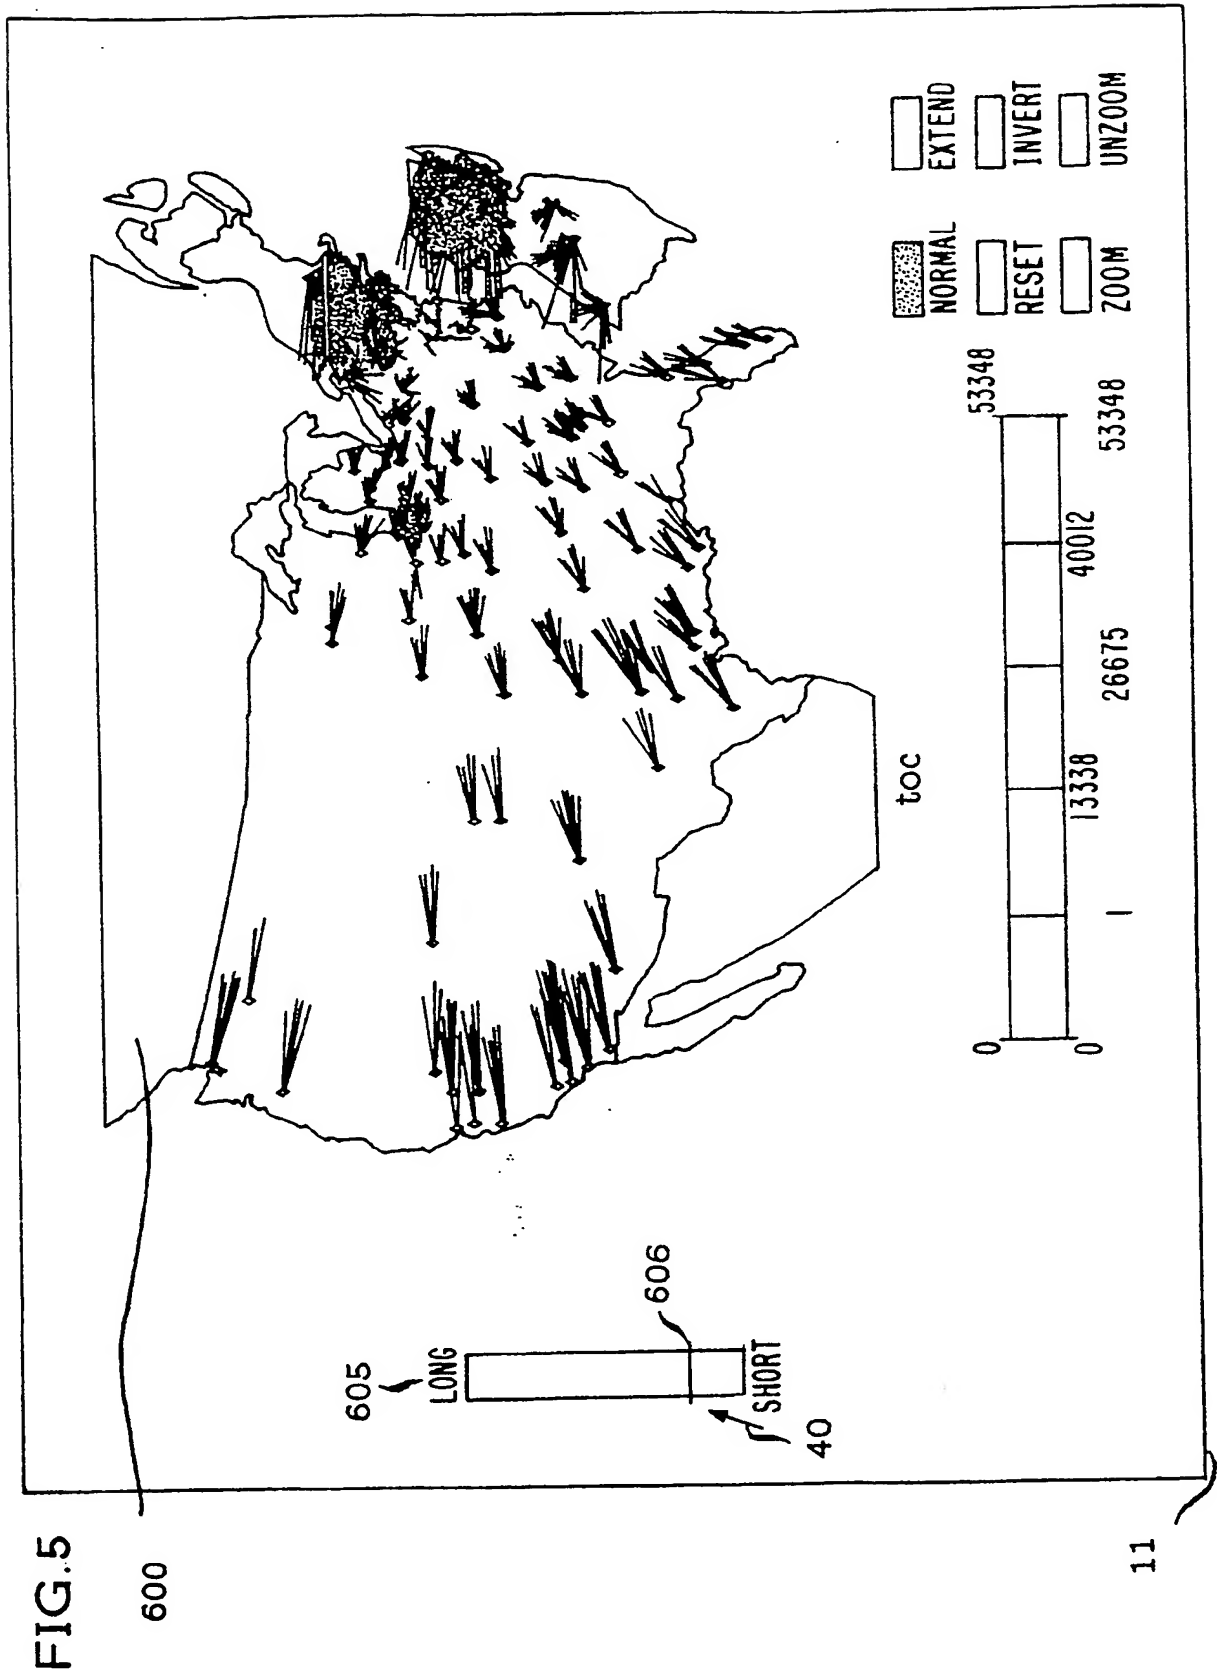 FIG.5
600
11
605
LONG
606
SHORT
40
toc
0
53348
0
1
13338
26675
40012
53348
NORMAL
EXTEND
RESET
INVERT
ZOOM
UNZOOM